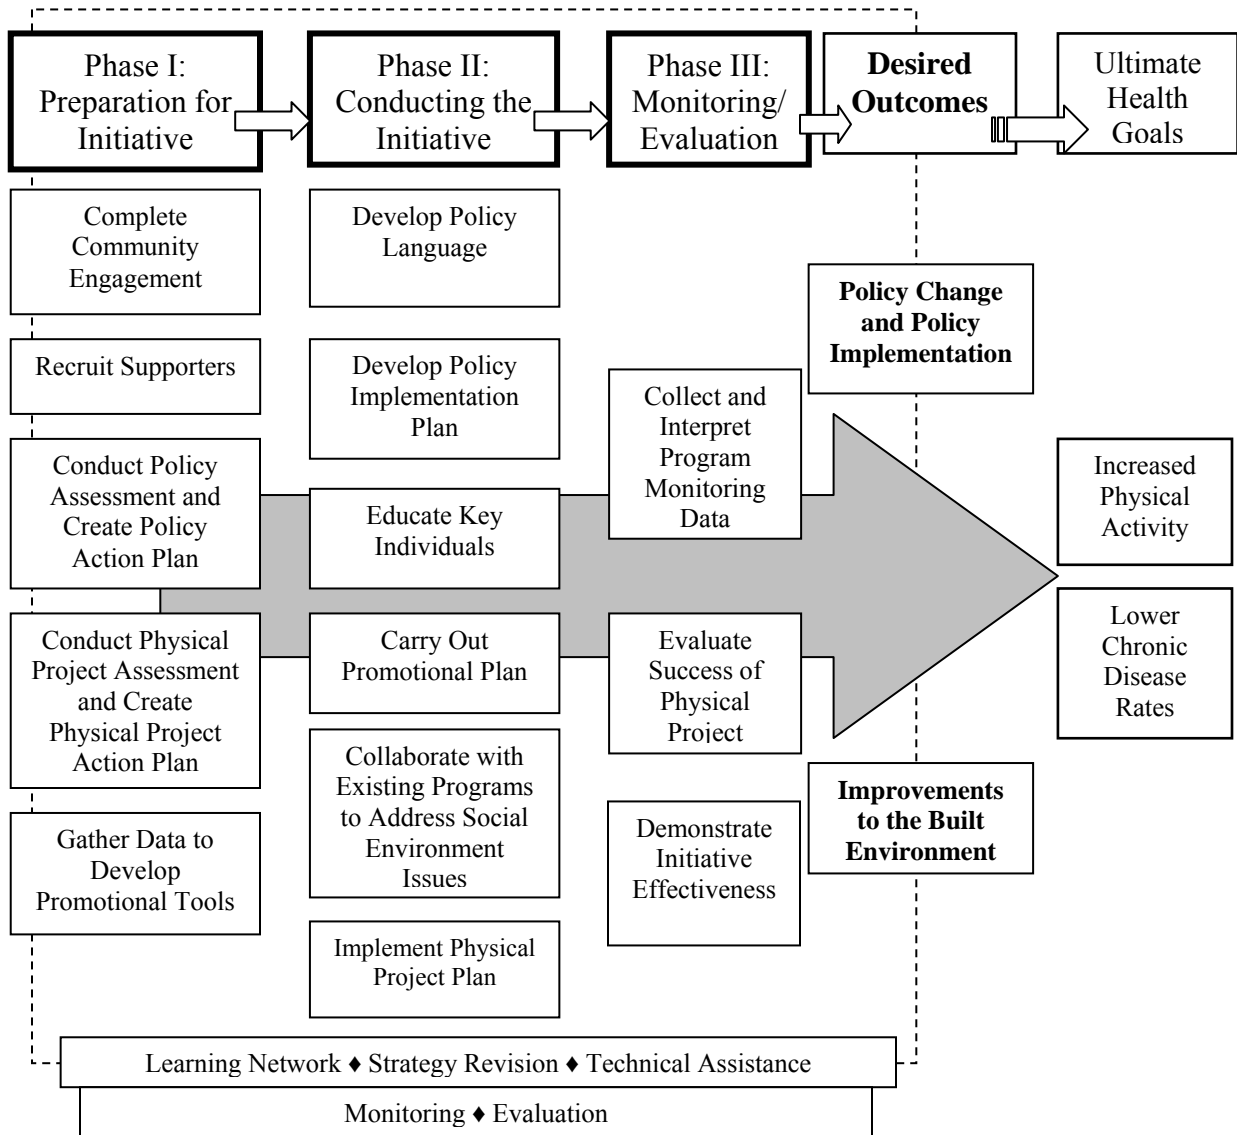 Phase I:
Preparation for
Initiative
Phase II:
Conducting the
Initiative
Phase III:
Monitoring/
Evaluation
Desired
Outcomes
Ultimate
Health
Goals
Complete
Community
Engagement
Recruit Supporters
Conduct Policy
Assessment and
Create Policy
Action Plan
Conduct Physical
Project Assessment
and Create
Physical Project
Action Plan
Gather Data to
Develop
Promotional Tools
Develop Policy
Language
Develop Policy
Implementation
Plan
Educate Key
Individuals
Carry Out
Promotional Plan
Collaborate with
Existing Programs
to Address Social
Environment
Issues
Implement Physical
Project Plan
Collect and
Interpret
Program
Monitoring
Data
Evaluate
Success of
Physical
Project
Demonstrate
Initiative
Effectiveness
Policy Change
and Policy
Implementation
Improvements
to the Built
Environment
Increased
Physical
Activity
Lower
Chronic
Disease
Rates
Learning Network ♦ Strategy Revision ♦ Technical Assistance
Monitoring ♦ Evaluation